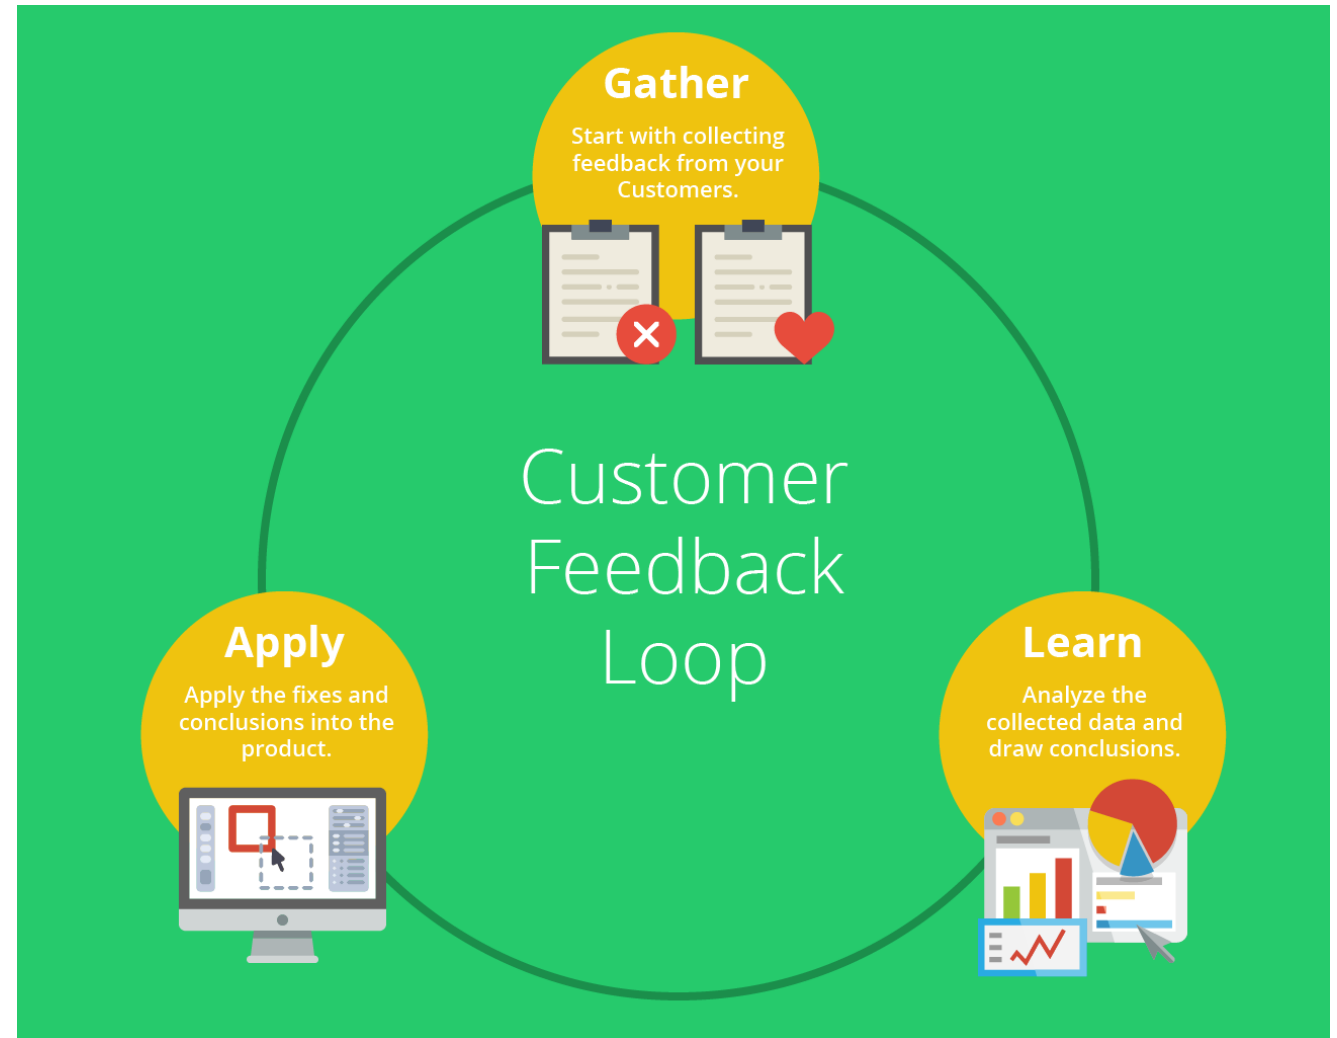 Gather
Start with collecting
feedback from your
Customers.
Customer
Feedback
Loop
Apply
Apply the fixes and
conclusions into the
product.
Learn
Analyze the
collected data and
draw conclusions.